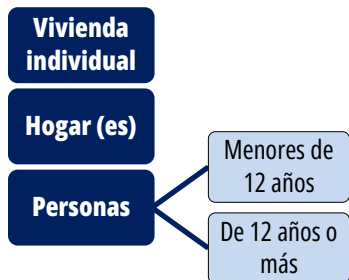 Vivienda
individual
Hogar (es)
Personas
Menores de
12 años
De 12 años o
más